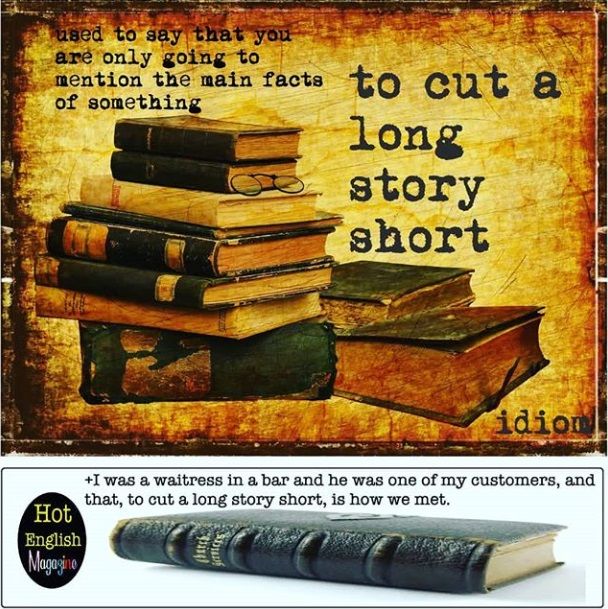 used to say that you
are only going to
mention the main facts
of something
to cut a
long
story
short
idiom
+I was a waitress in a bar and he was one of my customers, and
that, to cut a long story short, is how we met.
Hot
English
Magazine
Church
Services